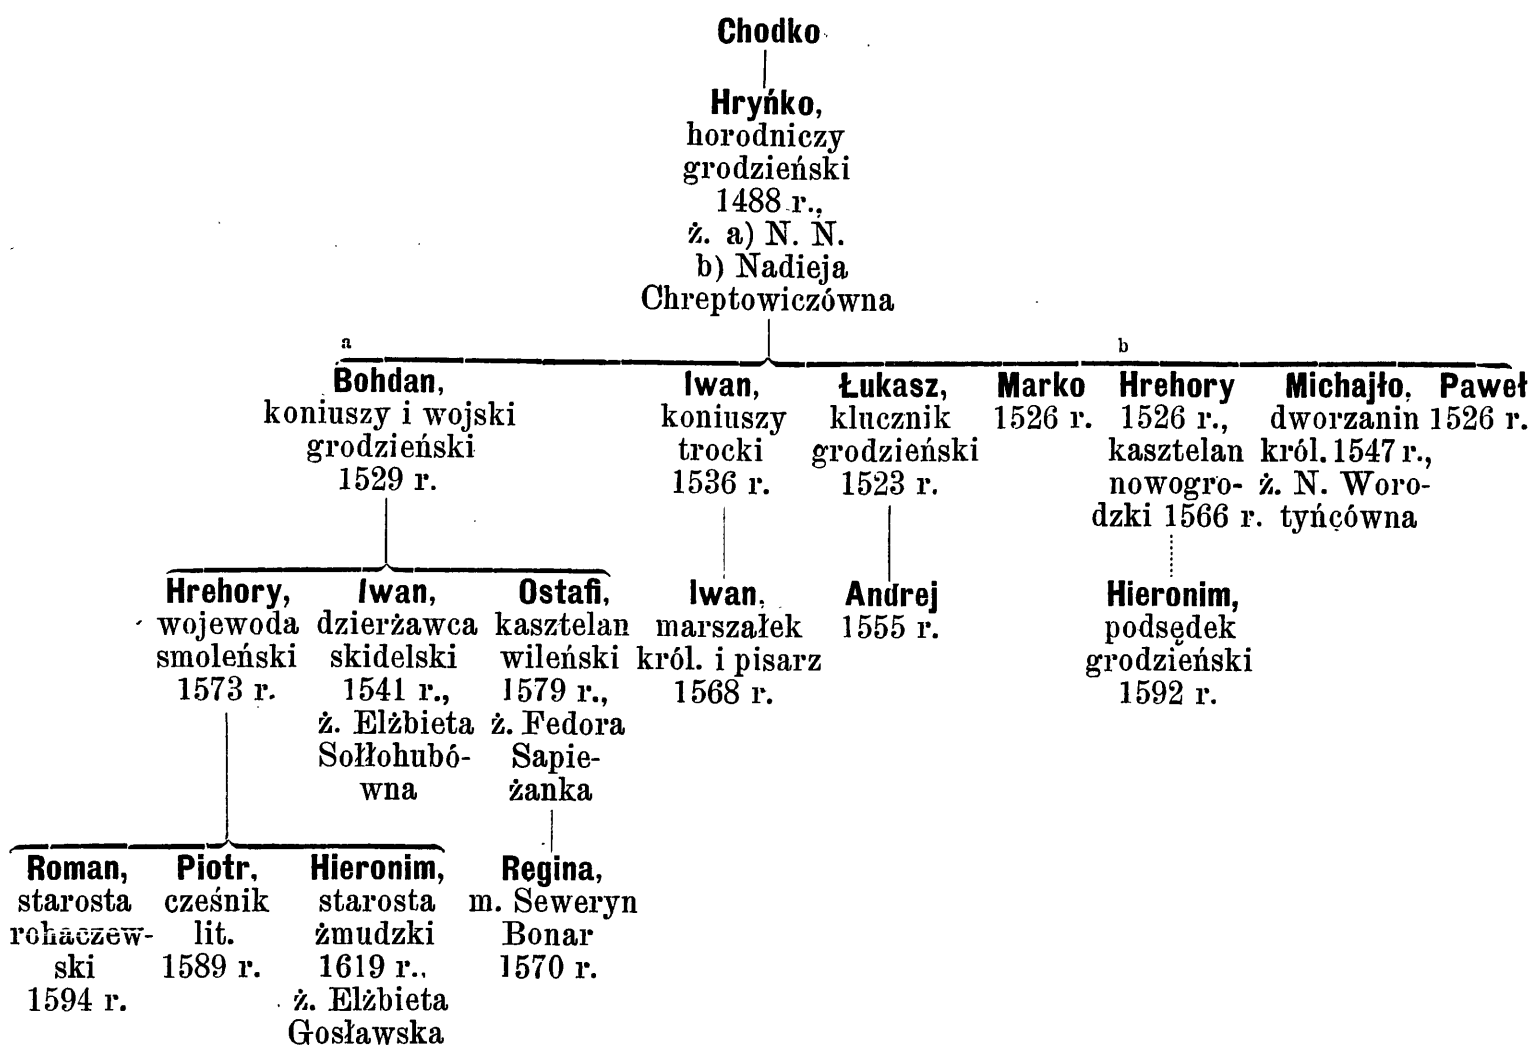 Chodko
Hryńko,
horodniczy
grodzieński
1488 r.,
ż. a) N. N.
b) Nadieja
Chreptowiczówna
a
b
Bohdan,
koniuszy i wojski
grodzieński
1529 r.
Iwan,
koniuszy
trocki
1536 r.
Łukasz,
klucznik
grodzieński
1523 r.
Marko
1526 r.
Hrehory
1526 r.,
kasztelan
nowogro-
dzki 1566 r.
Michajło,
dworzanin
król. 1547 r.,
ż. N. Woro-
tyńcówna
Paweł
1526 r.
Hrehory,
wojewoda
smoleński
1573 r.
Iwan,
dzierżawca
skidelski
1541 r.,
ż. Elżbieta
Sołłohubó-
wna
Ostafi,
kasztelan
wileński
1579 r.,
ż. Fedora
Sapie-
żanka
Iwan,
marszałek
król. i pisarz
1568 r.
Andrej
1555 r.
Hieronim,
podsędek
grodzieński
1592 r.
Roman,
starosta
rohaczew-
ski
1594 r.
Piotr,
cześnik
lit.
1589 r.
Hieronim,
starosta
żmudzki
1619 r.,
ż. Elżbieta
Gosławska
Regina,
m. Seweryn
Bonar
1570 r.